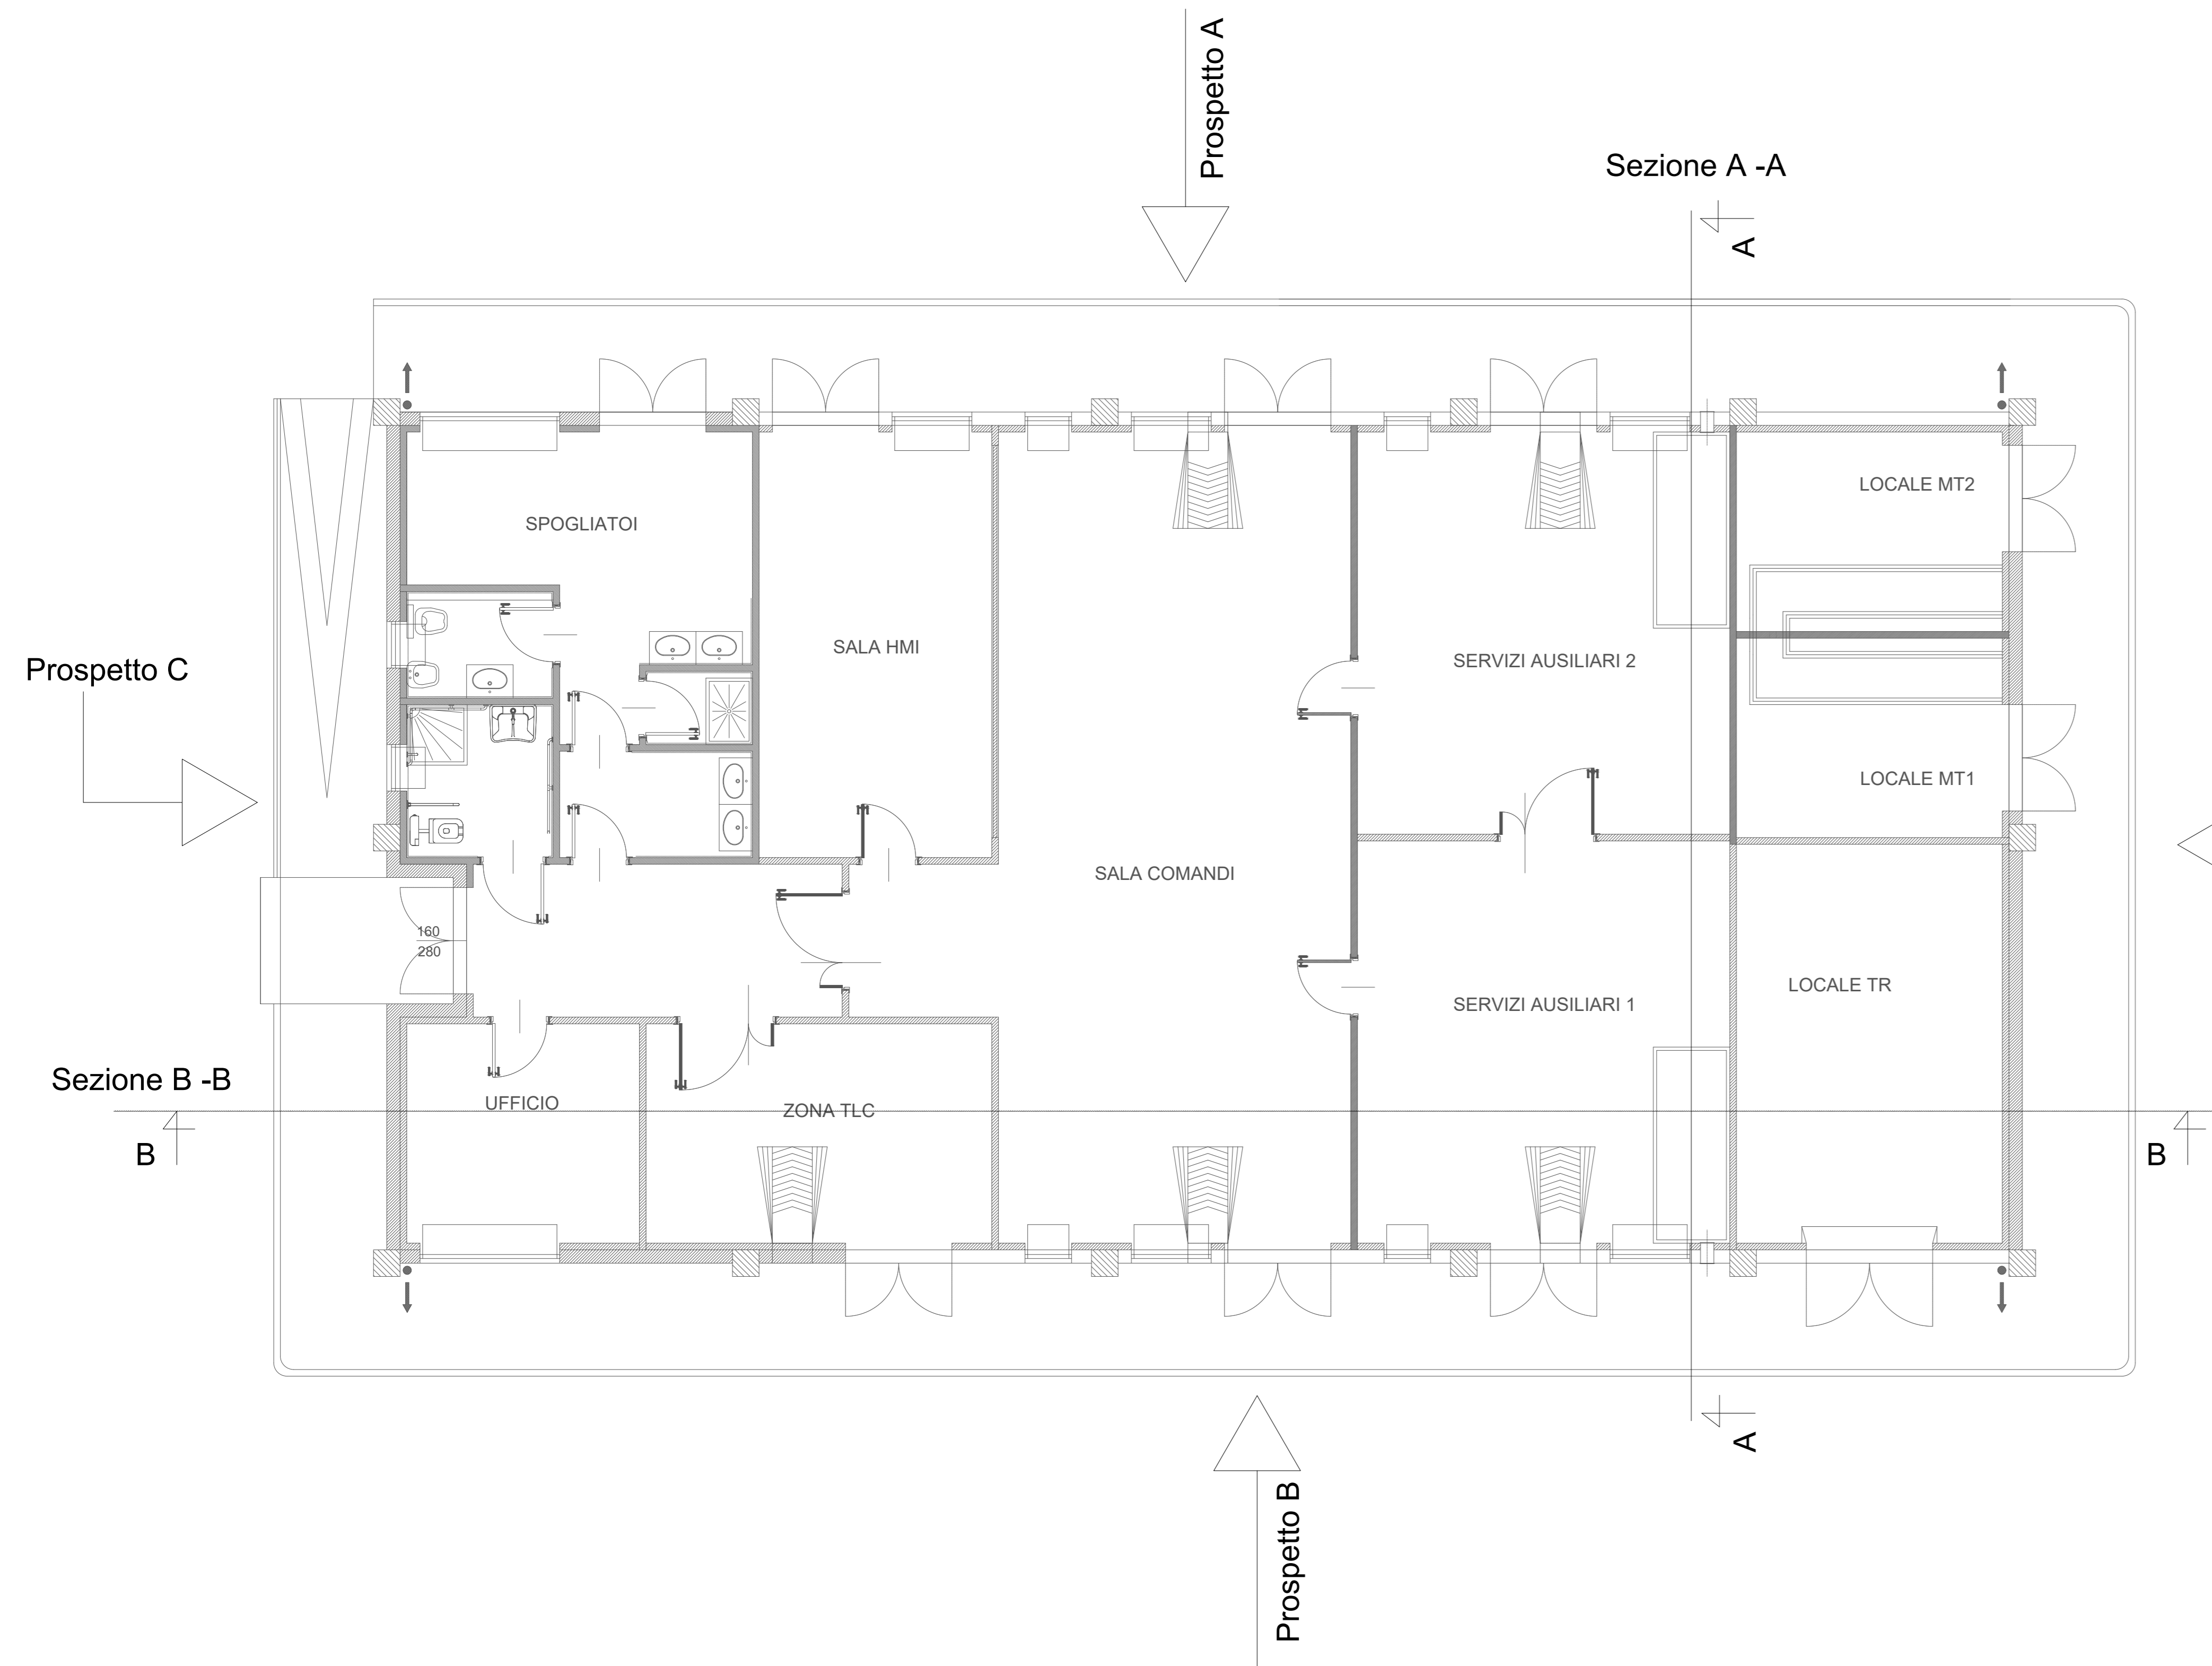 Prospetto A
Sezione A -A
A
LOCALE MT2
SPOGLIATOI
SALA HMI
SERVIZI AUSILIARI 2
Prospetto C
LOCALE MT1
SALA COMANDI
160
280
LOCALE TR
SERVIZI AUSILIARI 1
Sezione B -B
UFFICIO
ZONA TLC
B
B
A
Prospetto B